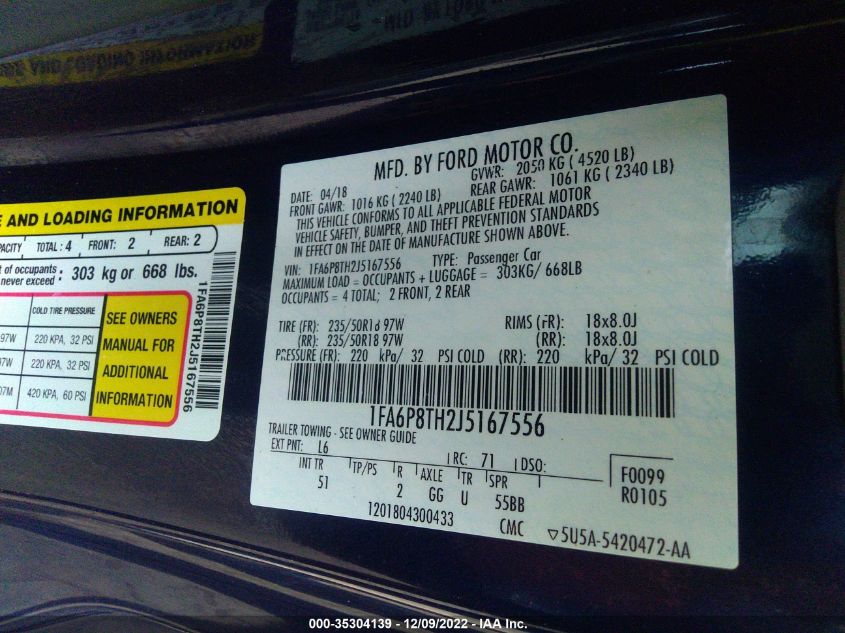 E AND LOADING INFORMATION
PACITY TOTAL: 4 FRONT: 2 REAR: 2
t of occupants never exceed : 303 kg or 668 lbs.
COLD TIRE PRESSURE
97W 220 KPA, 32 PSI
97W 220 KPA, 32 PSI
07M 420 KPA, 60 PSI
SEE OWNERS
MANUAL FOR
ADDITIONAL
INFORMATION
1FA6P8TH2J5167556
MFD. BY FORD MOTOR CO.
DATE: 04/18 GVWR: 2050 KG ( 4520 LB)
FRONT GAWR: 1016 KG ( 2240 LB) REAR GAWR: 1061 KG ( 2340 LB)
THIS VEHICLE CONFORMS TO ALL APPLICABLE FEDERAL MOTOR
VEHICLE SAFETY, BUMPER, AND THEFT PREVENTION STANDARDS
IN EFFECT ON THE DATE OF MANUFACTURE SHOWN ABOVE.
VIN: 1FA6P8TH2J5167556 TYPE: Passenger Car
MAXIMUM LOAD = OCCUPANTS + LUGGAGE = 303KG/ 668LB
OCCUPANTS = 4 TOTAL; 2 FRONT, 2 REAR
TIRE (FR): 235/50R18 97W RIMS (FR): 18x8.0J
(RR): 235/50R18 97W (RR): 18x8.0J
PRESSURE (FR): 220 kPa/ 32 PSI COLD (RR): 220 kPa/ 32 PSI COLD
1FA6P8TH2J5167556
TRAILER TOWING - SEE OWNER GUIDE
EXT PNT: L6 RC: 71 DSO: F0099
INT TR TP/PS R AXLE TR SPR R0105
51 2 GG U 55BB
1201804300433 CMC ▽5U5A-5420472-AA
000-35304139 - 12/09/2022 - IAA Inc.